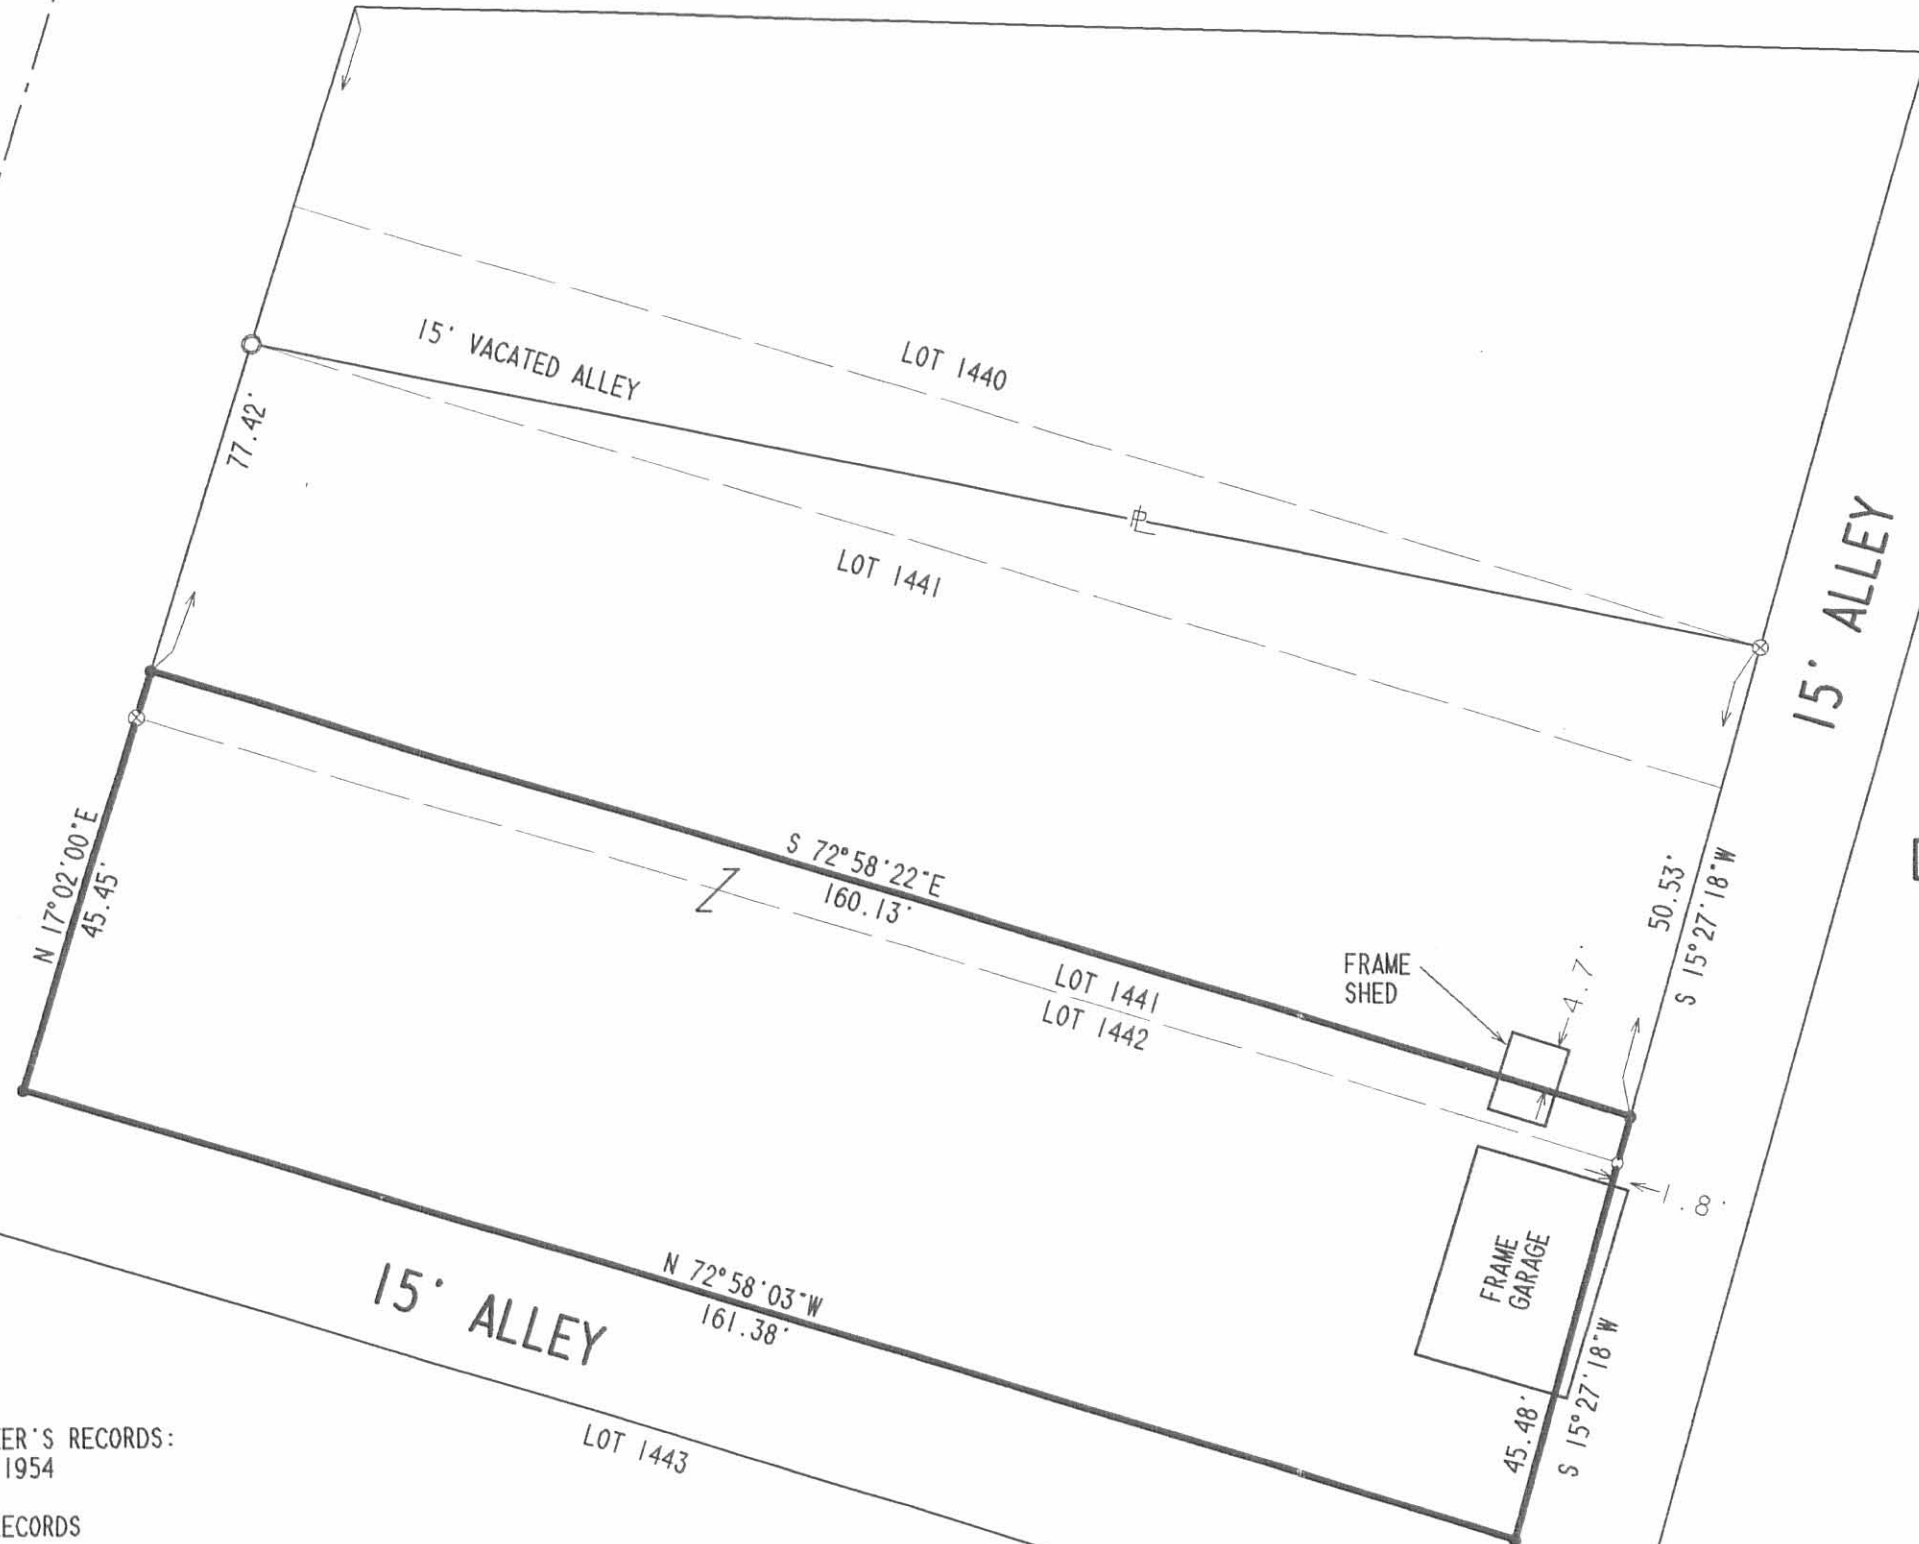 15' VACATED ALLEY
LOT 1440
77.42'
PL
LOT 1441
15' ALLEY
S 72°58'22"E
160.13'
N 17°02'00"E
45.45'
50.53'
S 15°27'18"W
FRAME
SHED
4.7'
LOT 1441
LOT 1442
1.8'
FRAME
GARAGE
N 72°58'03"W
161.38'
15' ALLEY
45.48'
S 15°27'18"W
LOT 1443
ER'S RECORDS:
1954
ECORDS